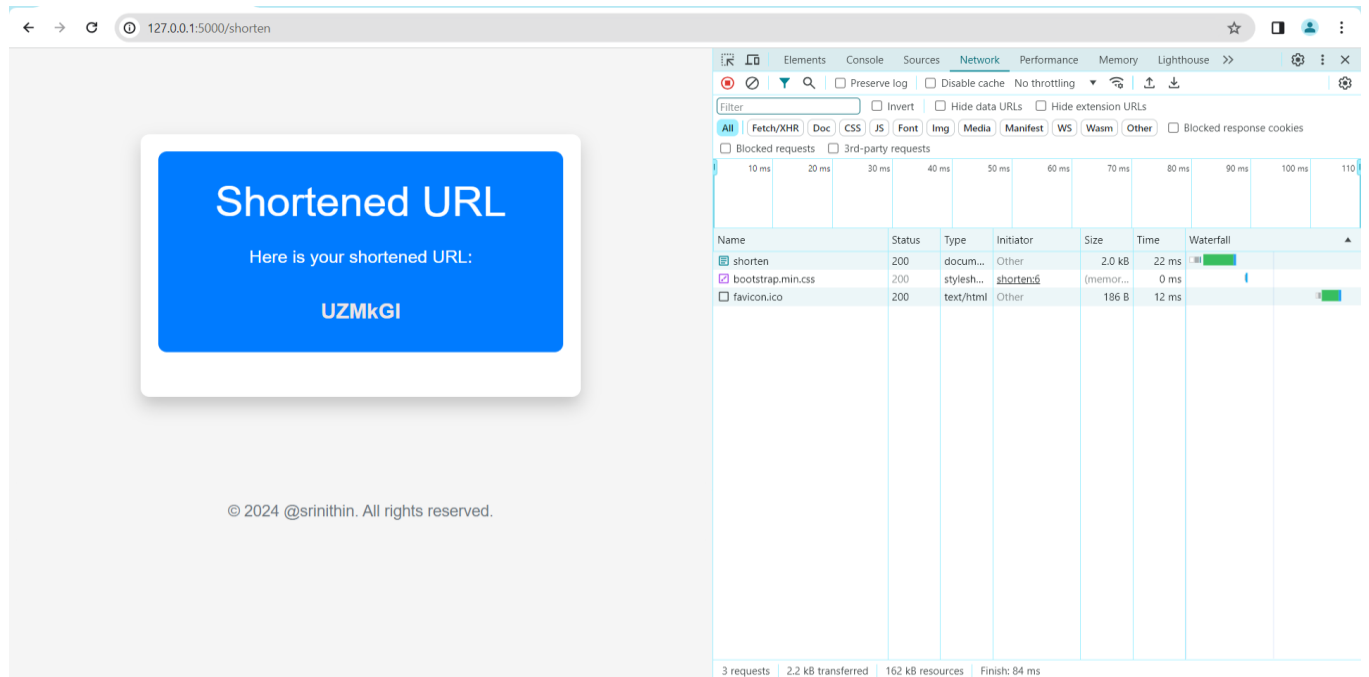 127.0.0.1:5000/shorten
Shortened URL
Here is your shortened URL:
UZMkGI
© 2024 @srinithin. All rights reserved.
Elements Console Sources Network Performance Memory Lighthouse
Preserve log Disable cache No throttling
Filter Invert Hide data URLs Hide extension URLs
All Fetch/XHR Doc CSS JS Font Img Media Manifest WS Wasm Other Blocked response cookies
Blocked requests 3rd-party requests
10 ms 20 ms 30 ms 40 ms 50 ms 60 ms 70 ms 80 ms 90 ms 100 ms 110
Name Status Type Initiator Size Time Waterfall
shorten 200 docum... Other 2.0 kB 22 ms
bootstrap.min.css 200 stylesh... shorten:6 (memor... 0 ms
favicon.ico 200 text/html Other 186 B 12 ms
3 requests 2.2 kB transferred 162 kB resources Finish: 84 ms